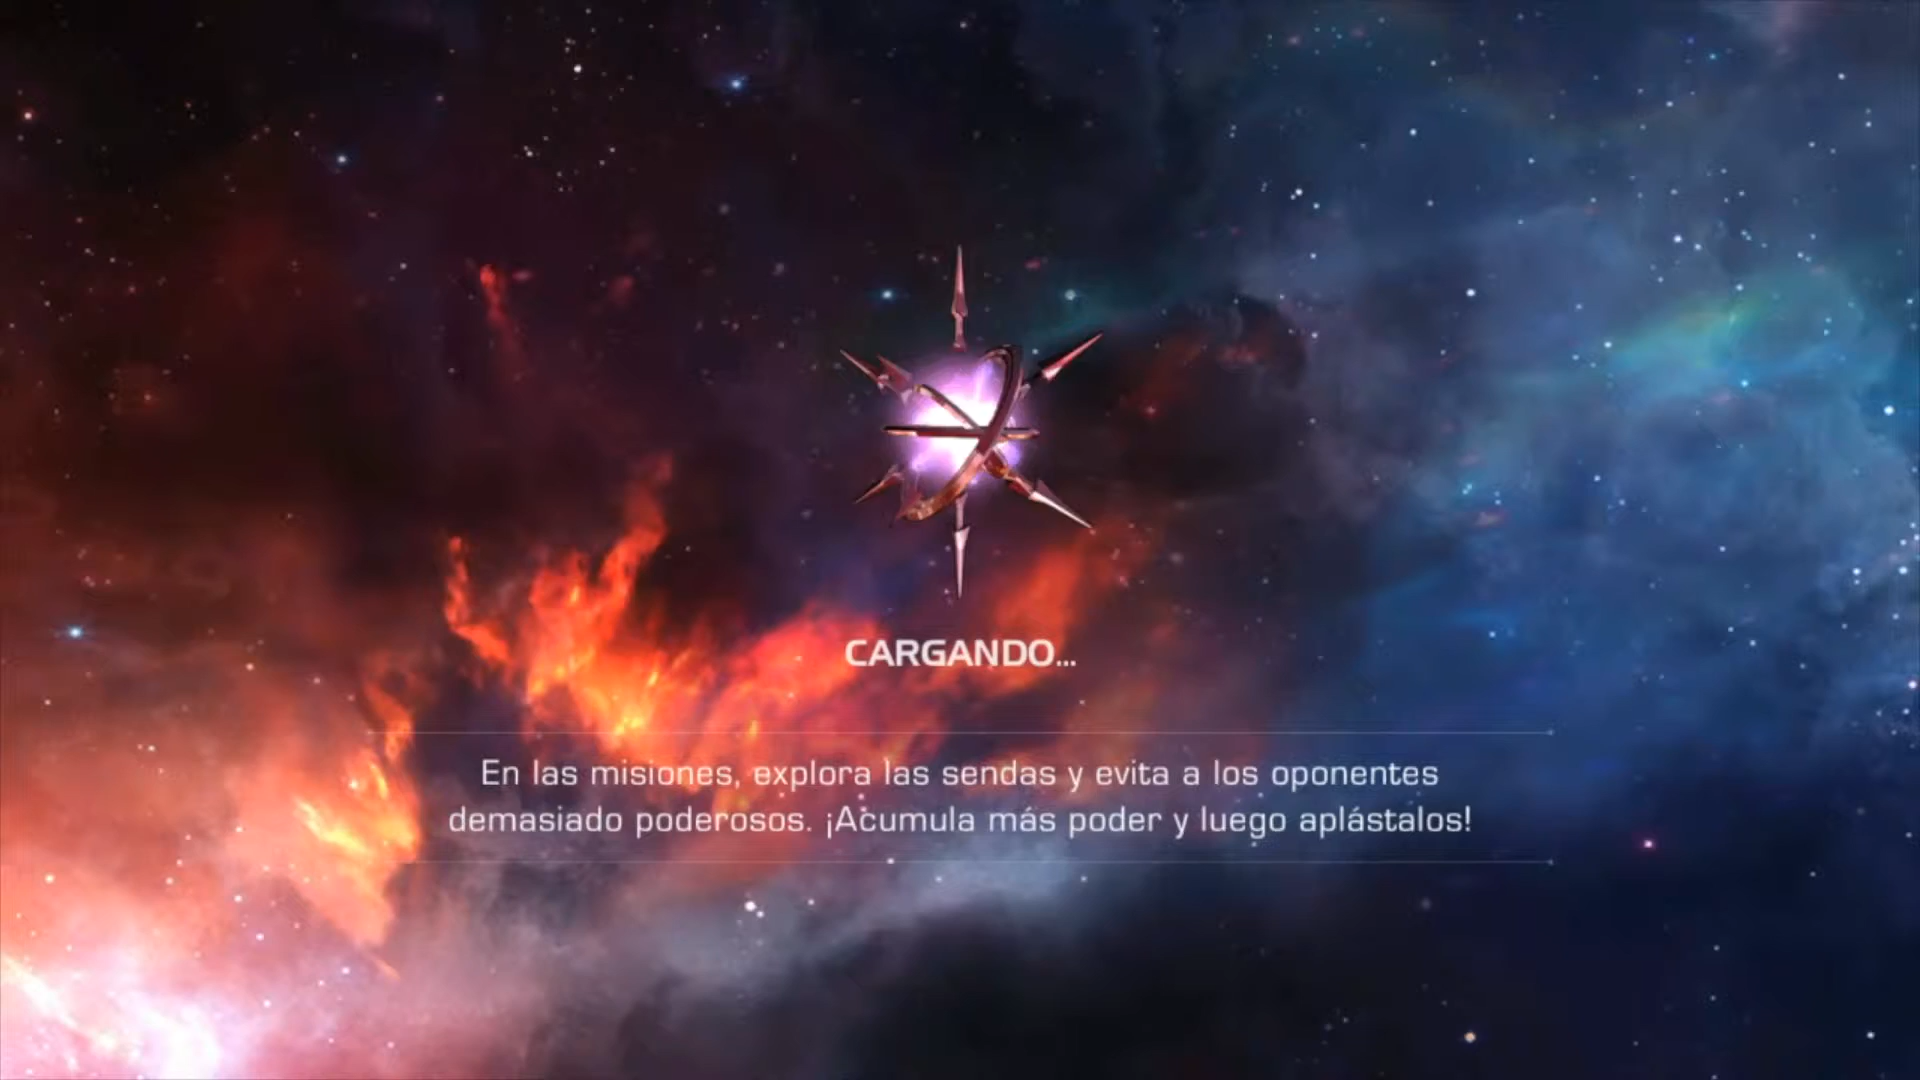 CARGANDO...
En las misiones, explora las sendas y evita a los oponentes
demasiado poderosos. ¡Acumula más poder y luego aplástalos!